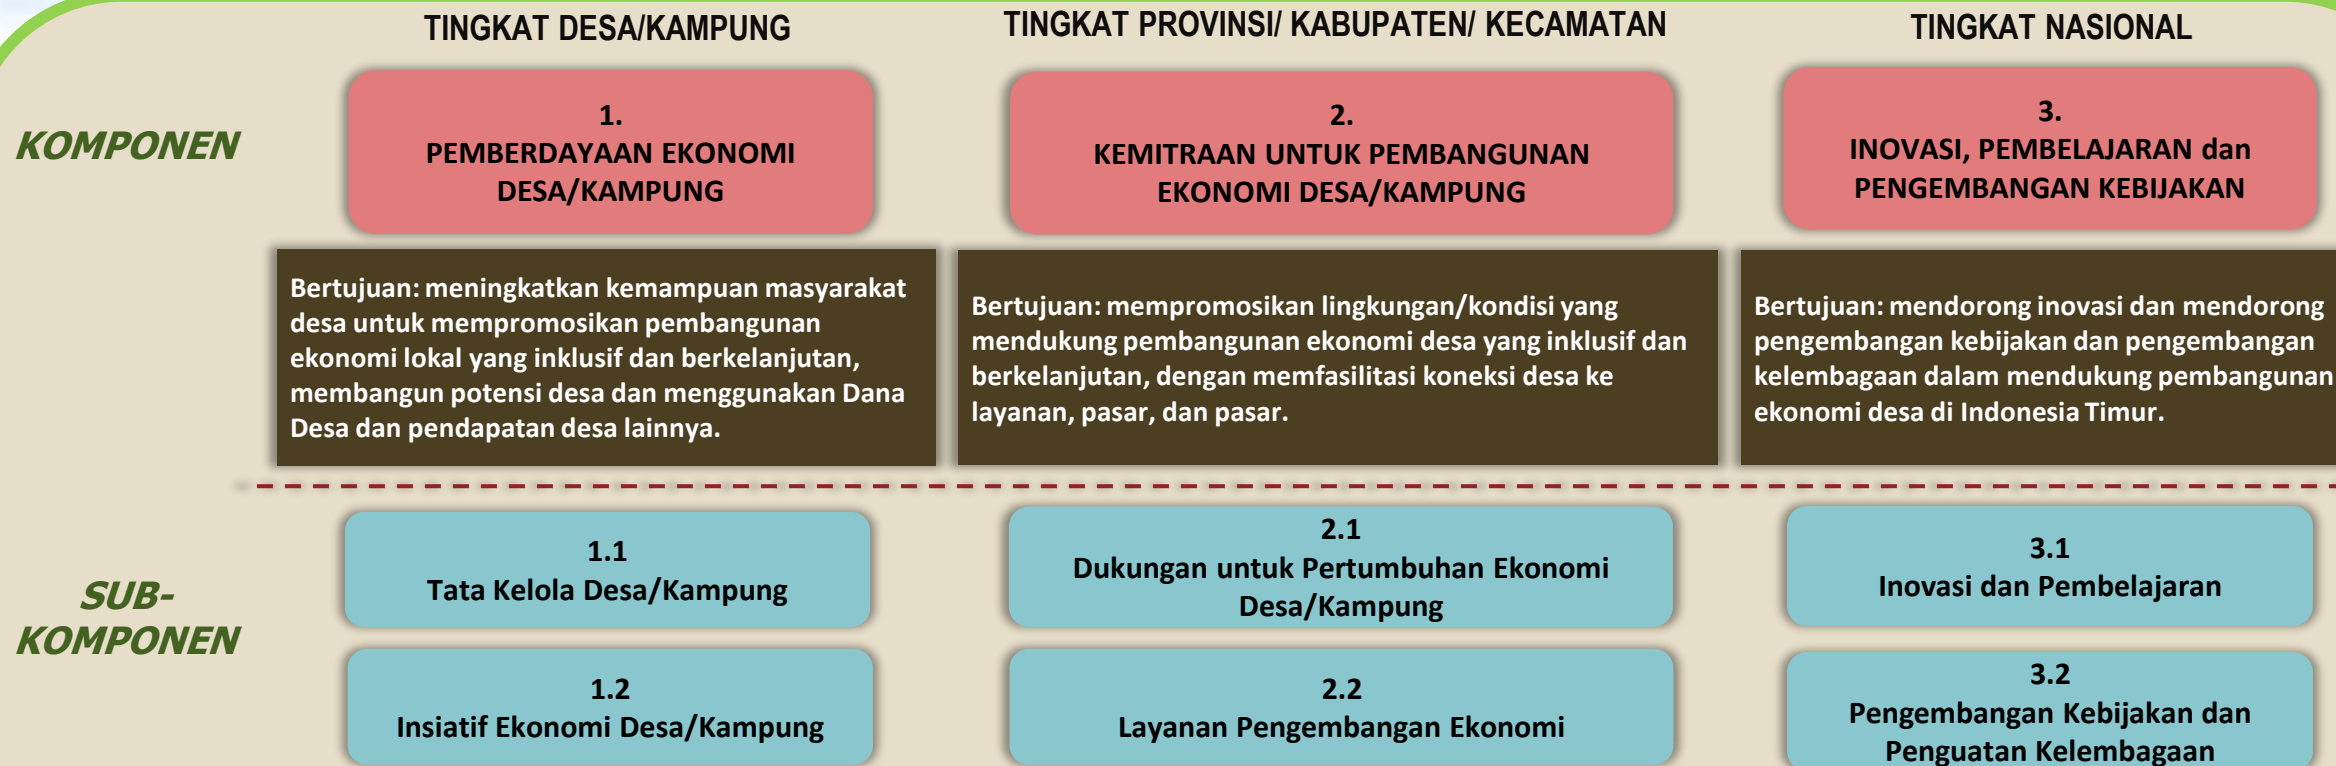 TINGKAT DESA/KAMPUNG
TINGKAT PROVINSI/ KABUPATEN/ KECAMATAN
TINGKAT NASIONAL
KOMPONEN
1.
PEMBERDAYAAN EKONOMI
DESA/KAMPUNG
2.
KEMITRAAN UNTUK PEMBANGUNAN
EKONOMI DESA/KAMPUNG
3.
INOVASI, PEMBELAJARAN dan
PENGEMBANGAN KEBIJAKAN
Bertujuan: meningkatkan kemampuan masyarakat
desa untuk mempromosikan pembangunan
ekonomi lokal yang inklusif dan berkelanjutan,
membangun potensi desa dan menggunakan Dana
Desa dan pendapatan desa lainnya.
Bertujuan: mempromosikan lingkungan/kondisi yang
mendukung pembangunan ekonomi desa yang inklusif dan
berkelanjutan, dengan memfasilitasi koneksi desa ke
layanan, pasar, dan pasar.
Bertujuan: mendorong inovasi dan mendorong
pengembangan kebijakan dan pengembangan
kelembagaan dalam mendukung pembangunan
ekonomi desa di Indonesia Timur.
SUB-
KOMPONEN
1.1
Tata Kelola Desa/Kampung
2.1
Dukungan untuk Pertumbuhan Ekonomi
Desa/Kampung
3.1
Inovasi dan Pembelajaran
1.2
Insiatif Ekonomi Desa/Kampung
2.2
Layanan Pengembangan Ekonomi
3.2
Pengembangan Kebijakan dan
Penguatan Kelembagaan